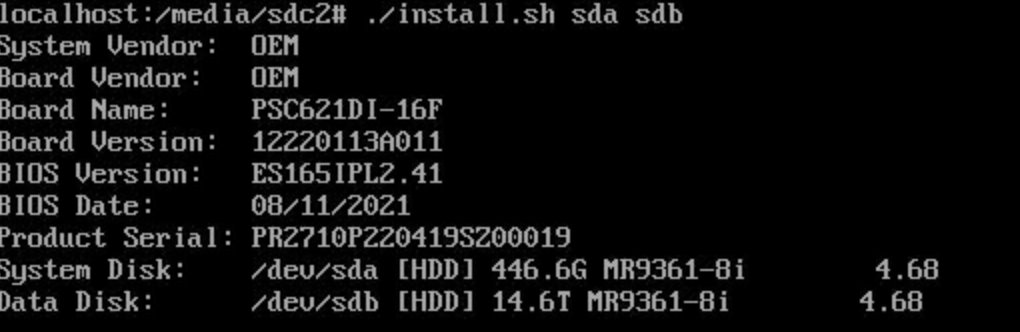 localhost:/media/sdc2# ./install.sh sda sdb
System Vendor: OEM
Board Vendor: OEM
Board Name: PSC621DI-16F
Board Version: 12220113A011
BIOS Version: ES165IPL2.41
BIOS Date: 08/11/2021
Product Serial: PR2710P220419SZ00019
System Disk: /dev/sda [HDD] 446.6G MR9361-8i 4.68
Data Disk: /dev/sdb [HDD] 14.6T MR9361-8i 4.68